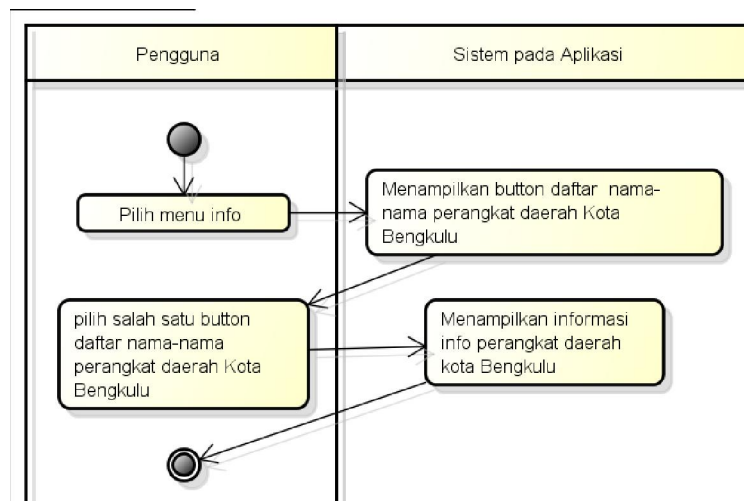 Pengguna
Sistem pada Aplikasi
Pilih menu info
Menampilkan button daftar nama-
nama perangkat daerah Kota
Bengkulu
pilih salah satu button
daftar nama-nama
perangkat daerah Kota
Bengkulu
Menampilkan informasi
info perangkat daerah
kota Bengkulu